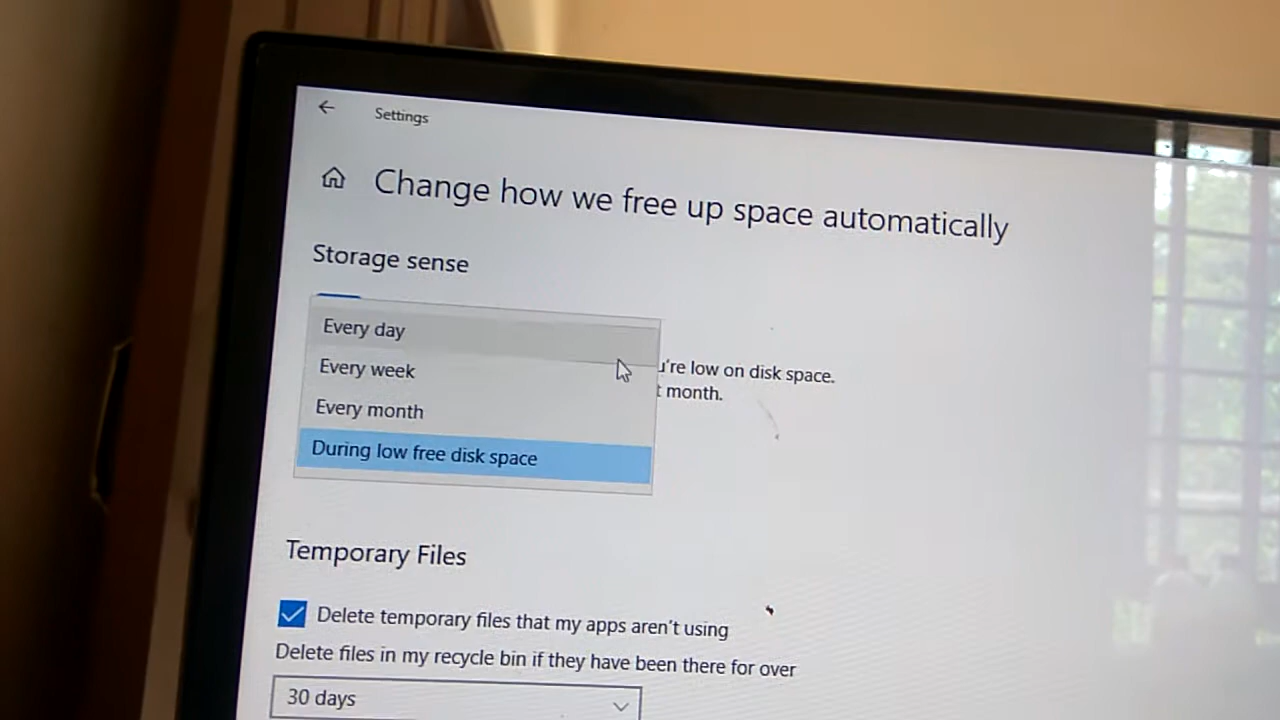 Settings
Change how we free up space automatically
Storage sense
Every day
Every week
're low on disk space.
month.
Every month
During low free disk space
Temporary Files
Delete temporary files that my apps aren't using
Delete files in my recycle bin if they have been there for over
30 days